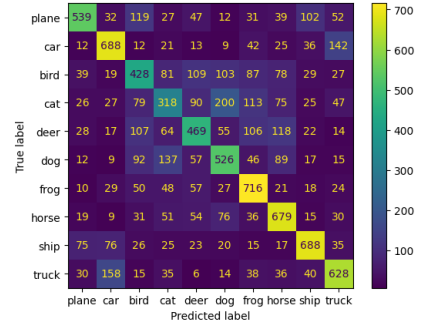 plane 539 32 119 27 47 12 31 39 102 52
car 12 688 12 21 13 9 42 25 36 142
bird 39 19 428 81 109 103 87 78 29 27
cat 26 27 79 318 90 200 113 75 25 47
deer 28 17 107 64 469 55 106 118 22 14
dog 12 9 92 137 57 526 46 89 17 15
frog 10 29 50 48 57 27 716 21 18 24
horse 19 9 31 51 54 76 36 679 15 30
ship 75 76 26 25 23 20 15 17 688 35
truck 30 158 15 35 6 14 38 36 40 628
plane car bird cat deer dog frog horse ship truck
Predicted label
True label
700
600
500
400
300
200
100